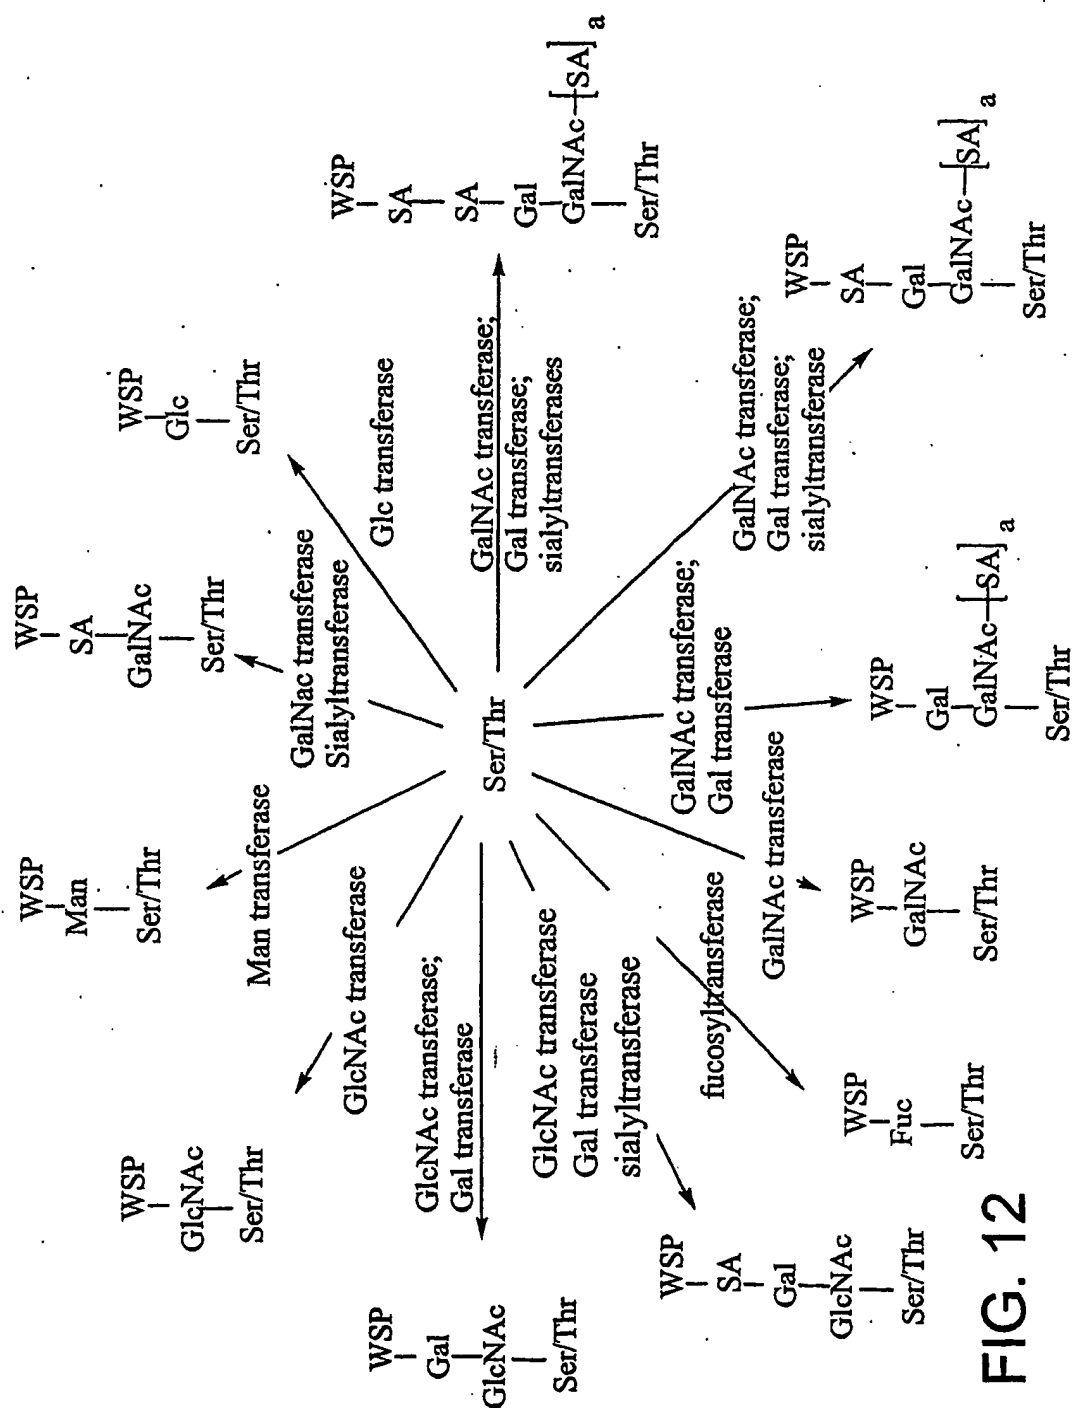 WSP
Man
Ser/Thr
WSP
SA
GalNAc
Ser/Thr
WSP
GlcNAc
Ser/Thr
WSP
Glc
Ser/Thr
Man transferase
GalNac transferase
Sialyltransferase
GlcNAc transferase
Glc transferase
WSP
Gal
GlcNAc
Ser/Thr
GlcNAc transferase;
Gal transferase
Ser/Thr
GalNAc transferase;
Gal transferase;
sialyltransferases
WSP
SA
SA
Gal
GalNAc[SA]a
Ser/Thr
GlcNAc transferase
Gal transferase
sialyltransferase
WSP
SA
Gal
GlcNAc
Ser/Thr
fucosyltransferase
GalNAc transferase
GalNAc transferase;
Gal transferase
GalNAc transferase;
Gal transferase;
sialyltransferase
WSP
SA
Gal
GalNAc[SA]a
Ser/Thr
WSP
Fuc
Ser/Thr
WSP
GalNAc
Ser/Thr
WSP
Gal
GalNAc[SA]a
Ser/Thr
FIG. 12